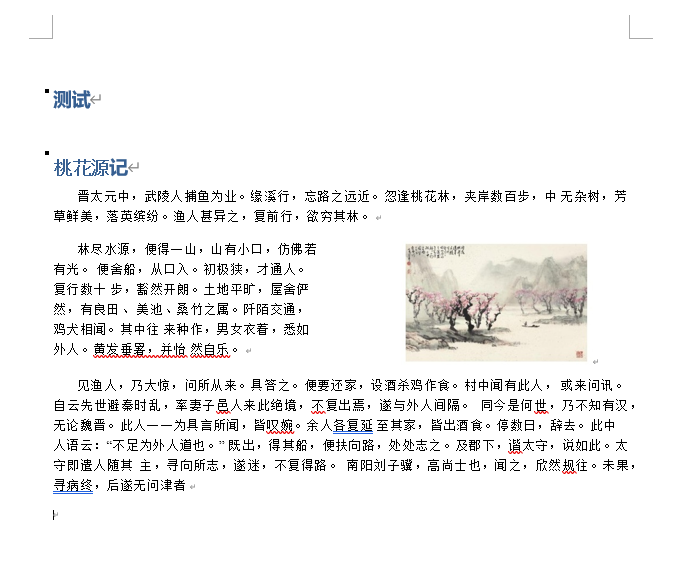 测试
桃花源记
晋太元中，武陵人捕鱼为业。缘溪行，忘路之远近。忽逢桃花林，夹岸数百步，中 无杂树，芳
草鲜美，落英缤纷。渔人甚异之，复前行，欲穷其林。
林尽水源，便得一山，山有小口，仿佛若
有光。 便舍船，从口入。初极狭，才通人。
复行数十 步，豁然开朗。土地平旷，屋舍俨
然，有良田 、美池、桑竹之属。阡陌交通，
鸡犬相闻。其中往 来种作，男女衣着，悉如
外人。黄发垂髫，并怡 然自乐。
见渔人，乃大惊，问所从来。具答之。便要还家，设酒杀鸡作食。村中闻有此人， 或来问讯。
自云先世避秦时乱，率妻子邑人来此绝境，不复出焉，遂与外人间隔。 问今是何世，乃不知有汉，
无论魏晋。此人一一为具言所闻，皆叹婉。余人各复延 至其家，皆出酒食。停数日，辞去。此中
人语云：“不足为外人道也。” 既出，得其船，便扶向路，处处志之。及郡下，诣太守，说如此。太
守即遣人随其 主，寻向所志，遂迷，不复得路。 南阳刘子骥，高尚士也，闻之，欣然规往。未果，
寻病终，后遂无问津者